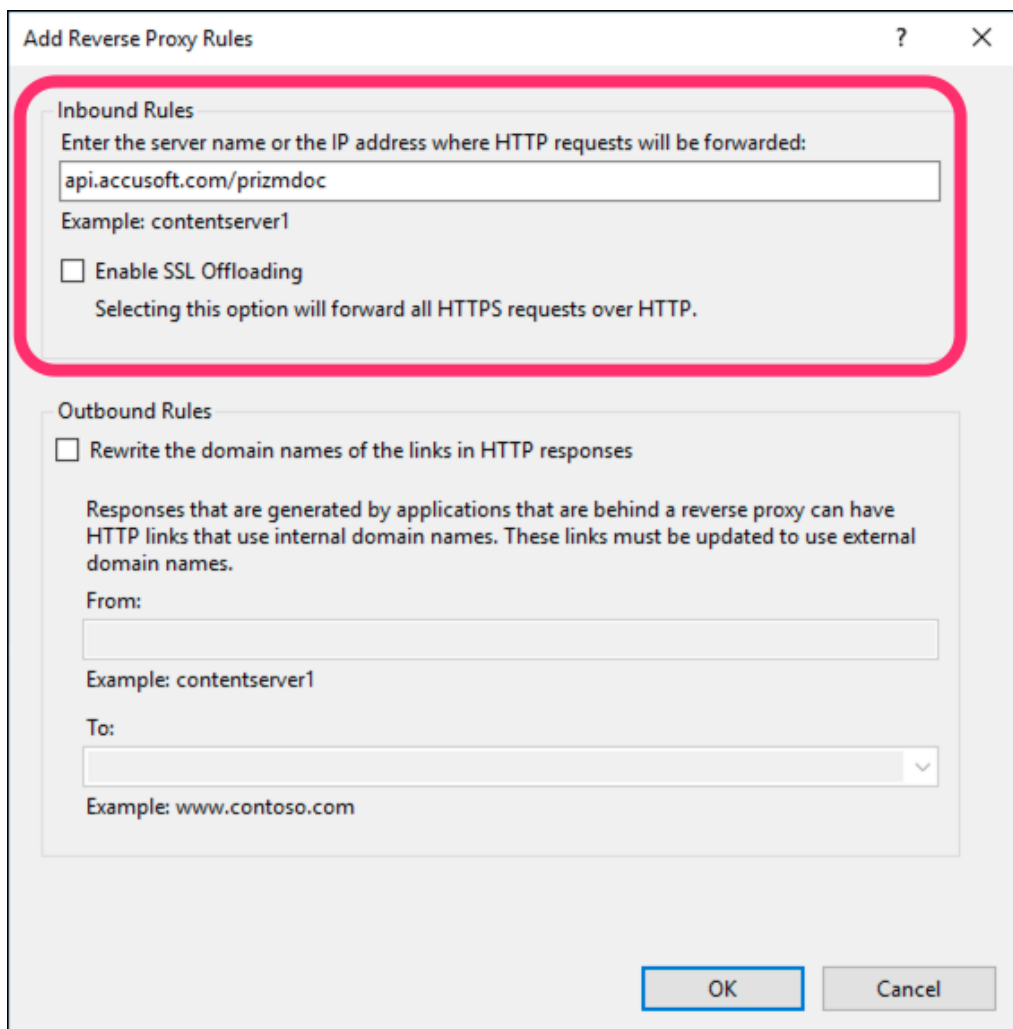 Add Reverse Proxy Rules
?
Inbound Rules
Enter the server name or the IP address where HTTP requests will be forwarded:
api.accusoft.com/prizmdoc
Example: contentserver1
Enable SSL Offloading
Selecting this option will forward all HTTPS requests over HTTP.
Outbound Rules
Rewrite the domain names of the links in HTTP responses
Responses that are generated by applications that are behind a reverse proxy can have
HTTP links that use internal domain names. These links must be updated to use external
domain names.
From:
Example: contentserver1
To:
Example: www.contoso.com
OK
Cancel